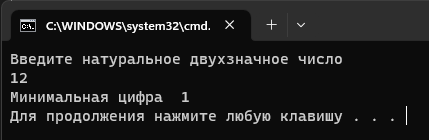 C:\WINDOWS\system32\cmd.
Введите натуральное двухзначное число
12
Минимальная цифра  1
Для продолжения нажмите любую клавишу . . .